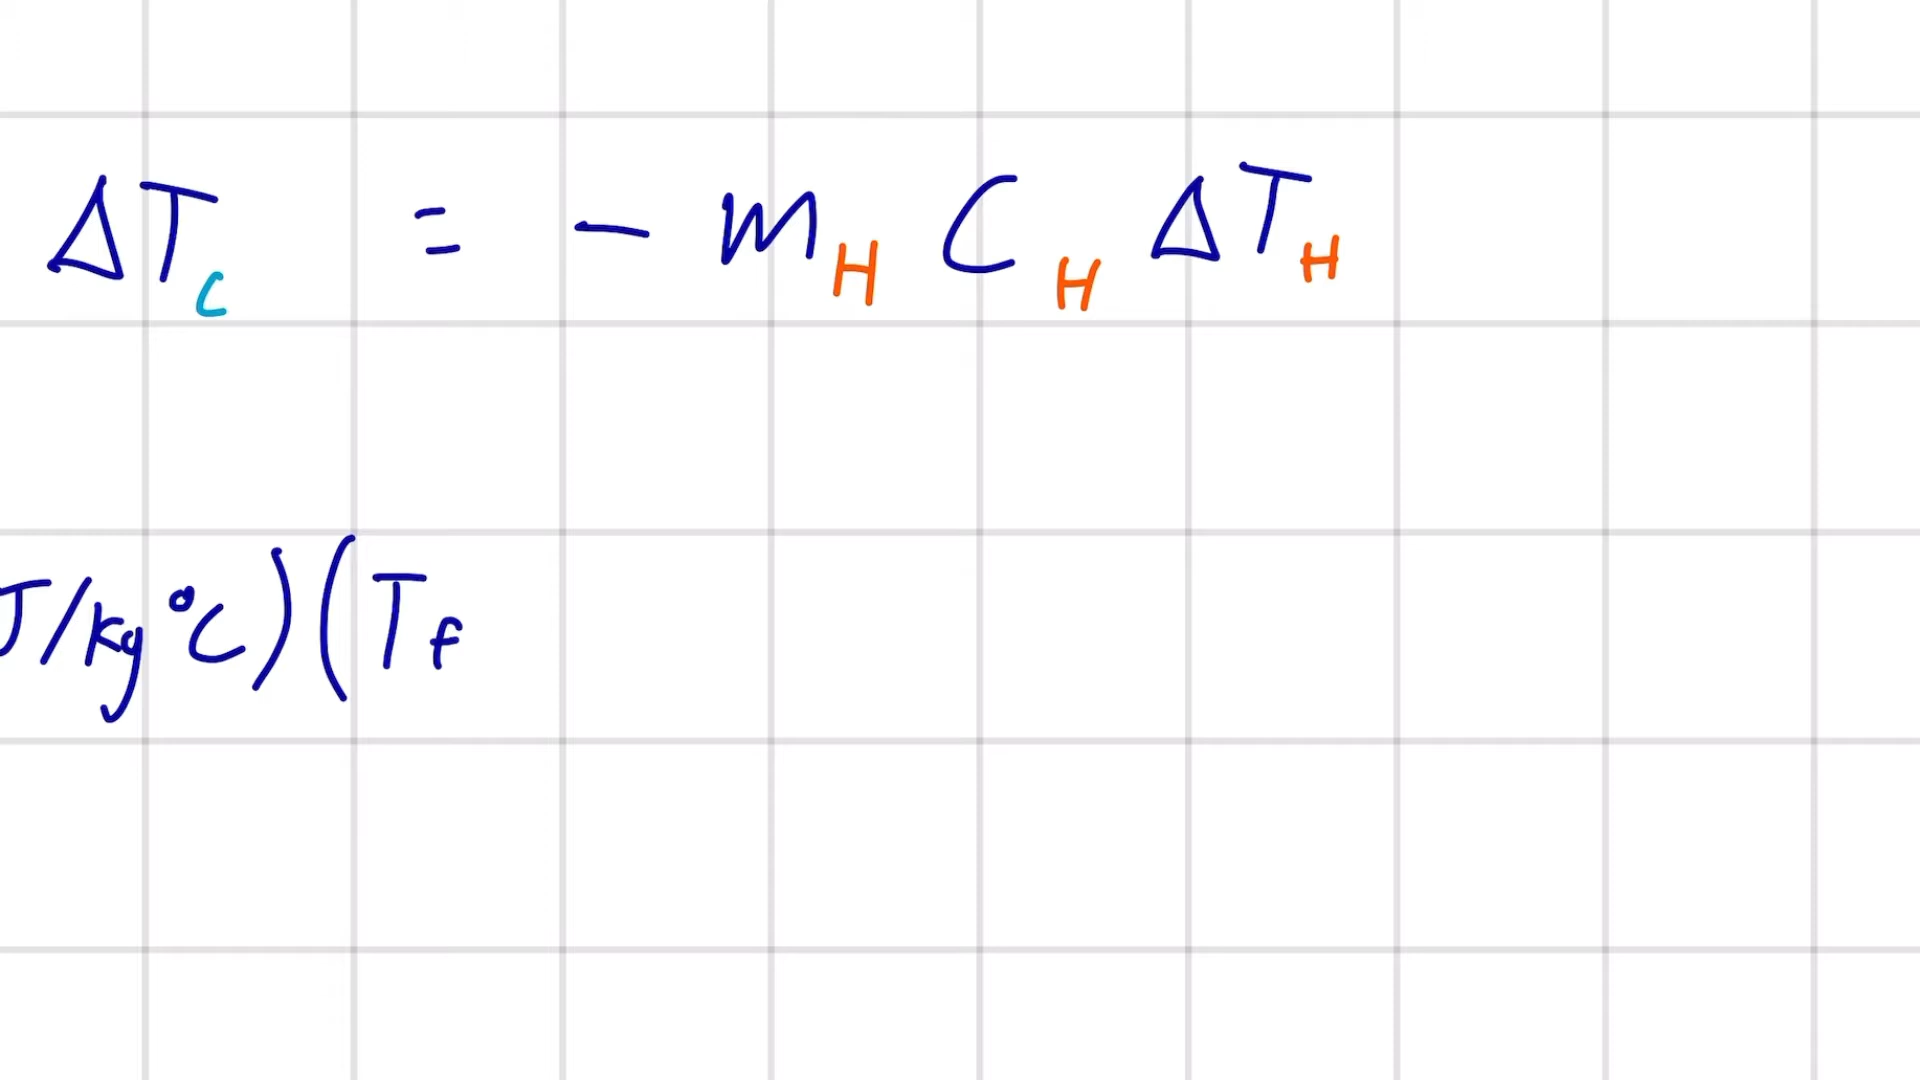 ΔT_C = - m_H C_H ΔT_H
J/kg°C)(T_f